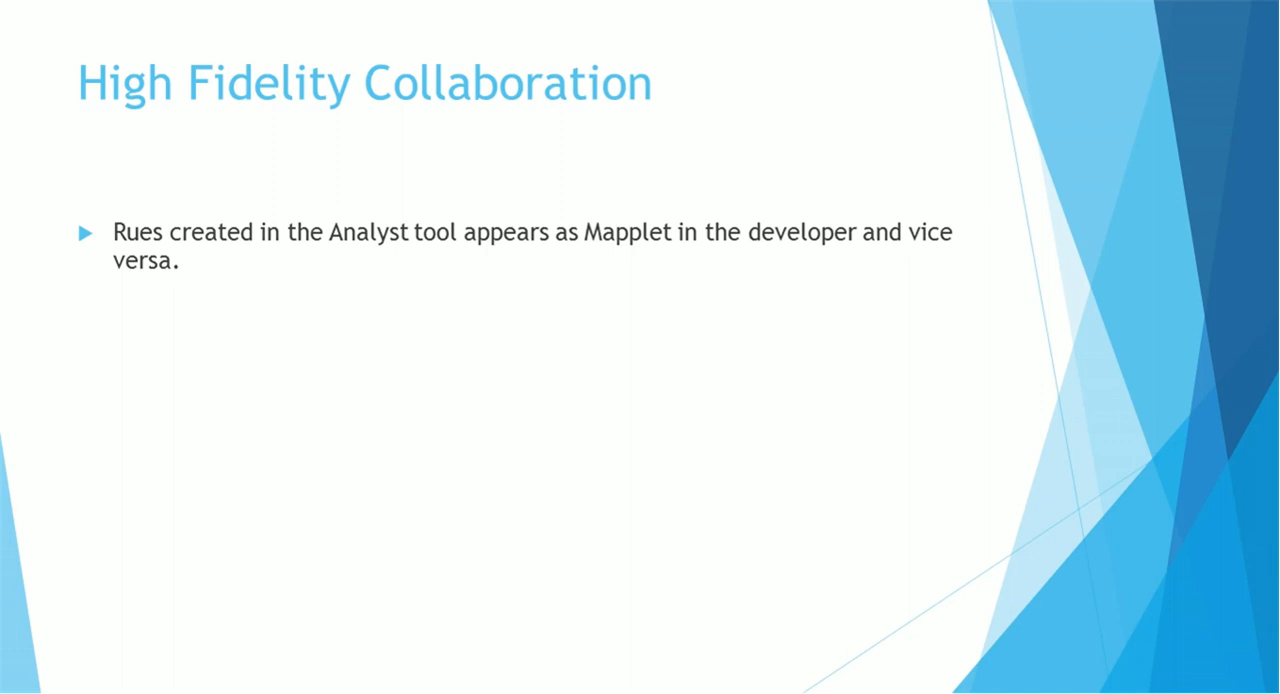 High Fidelity Collaboration
Rues created in the Analyst tool appears as Mapplet in the developer and vice
versa.